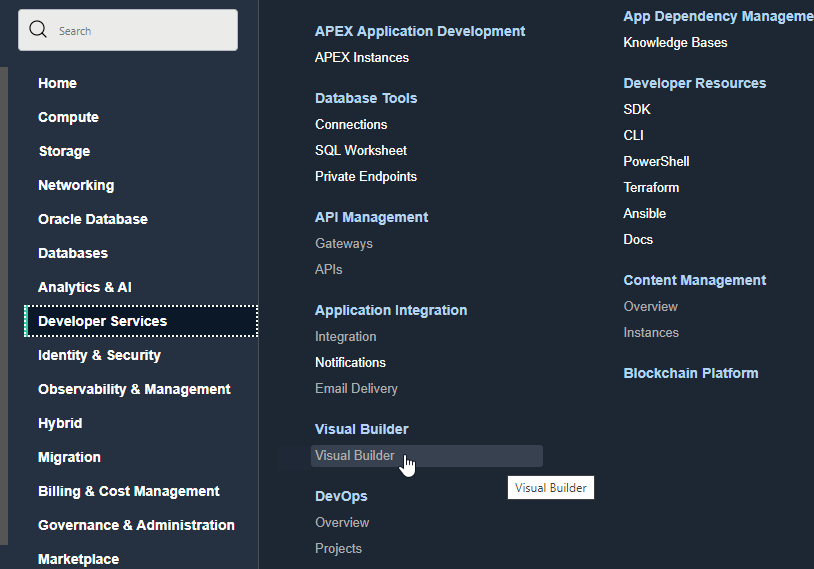 Search
Home
Compute
Storage
Networking
Oracle Database
Databases
Analytics & AI
Developer Services
Identity & Security
Observability & Management
Hybrid
Migration
Billing & Cost Management
Governance & Administration
Marketplace
APEX Application Development
APEX Instances
Database Tools
Connections
SQL Worksheet
Private Endpoints
API Management
Gateways
APIs
Application Integration
Integration
Notifications
Email Delivery
Visual Builder
Visual Builder
Visual Builder
DevOps
Overview
Projects
App Dependency Manageme
Knowledge Bases
Developer Resources
SDK
CLI
PowerShell
Terraform
Ansible
Docs
Content Management
Overview
Instances
Blockchain Platform